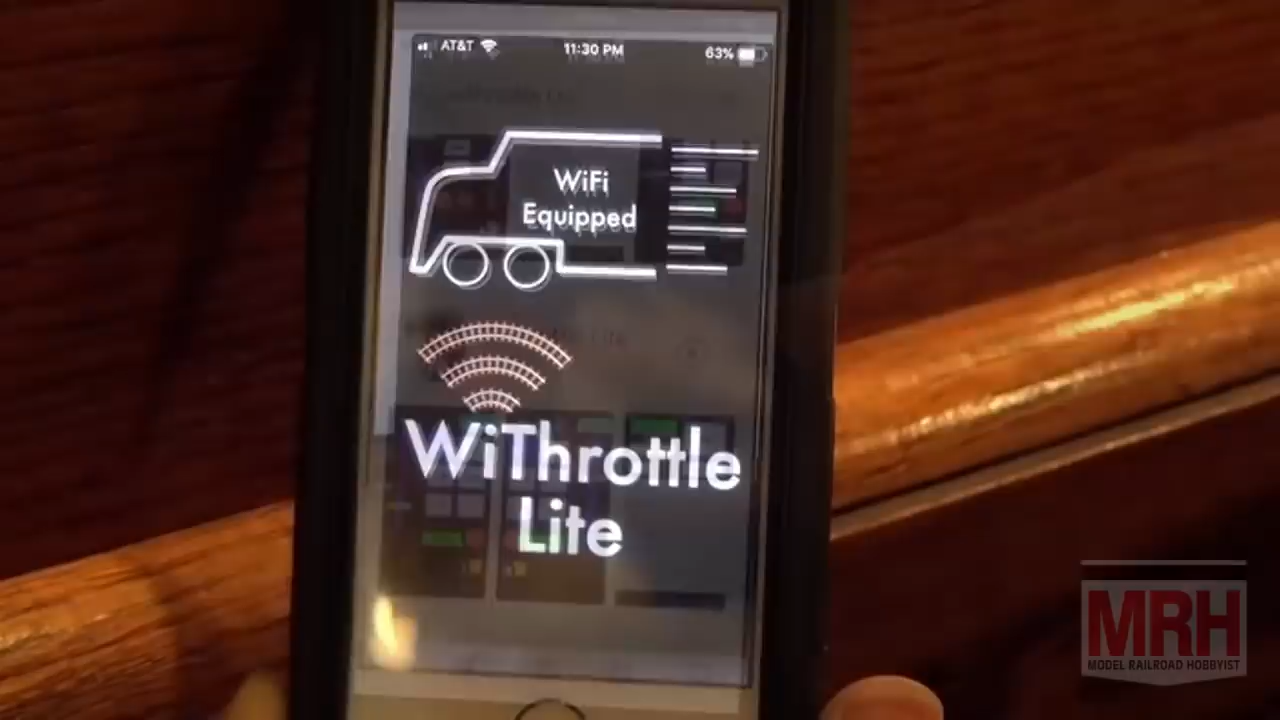 AT&T
11:30 PM
63%
WiFi
Equipped
WiThrottle
Lite
MRH
MODEL RAILROAD HOBBYIST